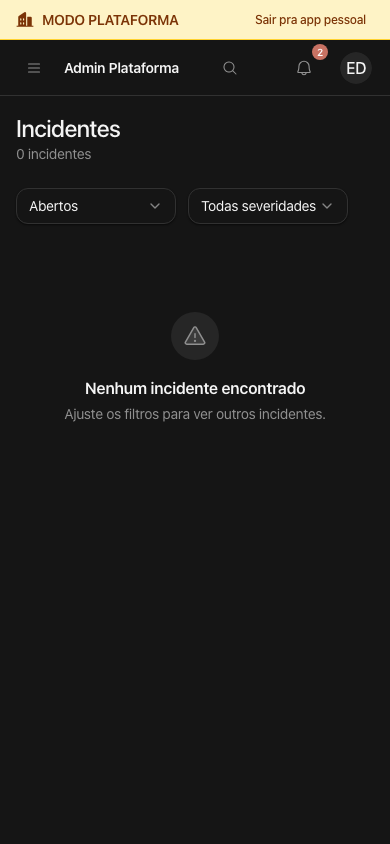 MODO PLATAFORMA
Sair pra app pessoal
Admin Plataforma
2
ED
Incidentes
0 incidentes
Abertos
Todas severidades
Nenhum incidente encontrado
Ajuste os filtros para ver outros incidentes.